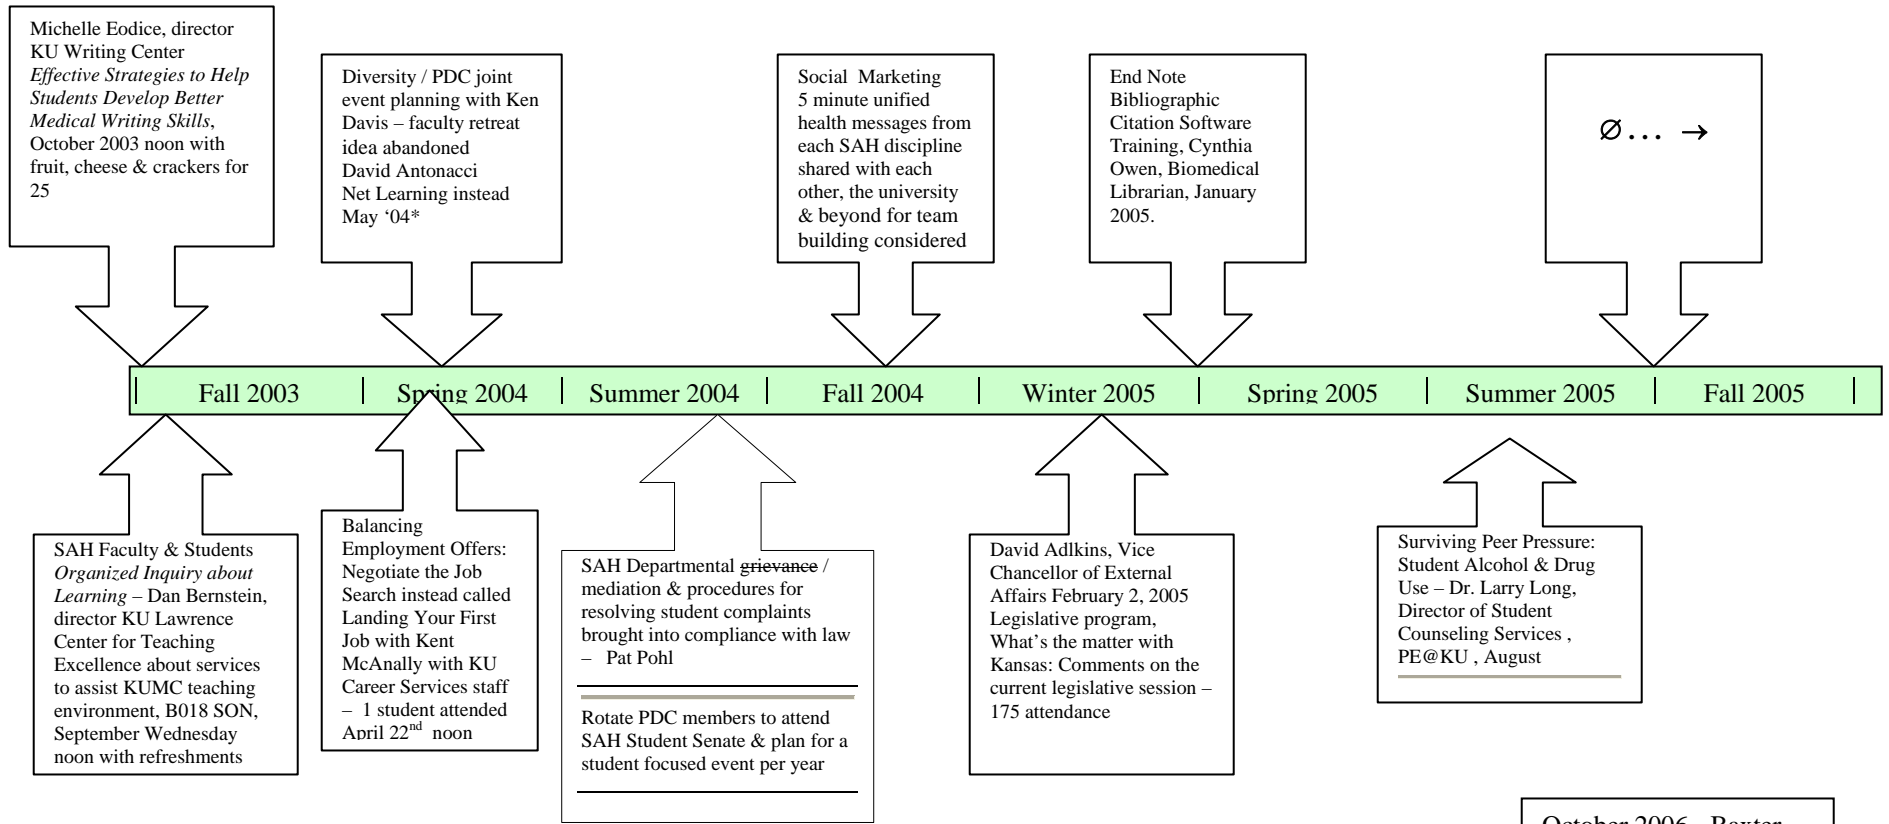 Michelle Eodice, director
KU Writing Center
Effective Strategies to Help
Students Develop Better
Medical Writing Skills,
October 2003 noon with
fruit, cheese & crackers for
25
Diversity / PDC joint
event planning with Ken
Davis – faculty retreat
idea abandoned
David Antonacci
Net Learning instead
May ‘04*
Social Marketing
5 minute unified
health messages from
each SAH discipline
shared with each
other, the university
& beyond for team
building considered
End Note
Bibliographic
Citation Software
Training, Cynthia
Owen, Biomedical
Librarian, January
2005.
∅… →
Fall 2003
Spring 2004
Summer 2004
Fall 2004
Winter 2005
Spring 2005
Summer 2005
Fall 2005
SAH Faculty & Students
Organized Inquiry about
Learning – Dan Bernstein,
director KU Lawrence
Center for Teaching
Excellence about services
to assist KUMC teaching
environment, B018 SON,
September Wednesday
noon with refreshments
Balancing
Employment Offers:
Negotiate the Job
Search instead called
Landing Your First
Job with Kent
McAnally with KU
Career Services staff
– 1 student attended
April 22nd noon
SAH Departmental grievance /
mediation & procedures for
resolving student complaints
brought into compliance with law
– Pat Pohl
Rotate PDC members to attend
SAH Student Senate & plan for a
student focused event per year
David Adlkins, Vice
Chancellor of External
Affairs February 2, 2005
Legislative program,
What’s the matter with
Kansas: Comments on the
current legislative session –
175 attendance
Surviving Peer Pressure:
Student Alcohol & Drug
Use – Dr. Larry Long,
Director of Student
Counseling Services ,
PE@KU , August
October 2006 - Baxter